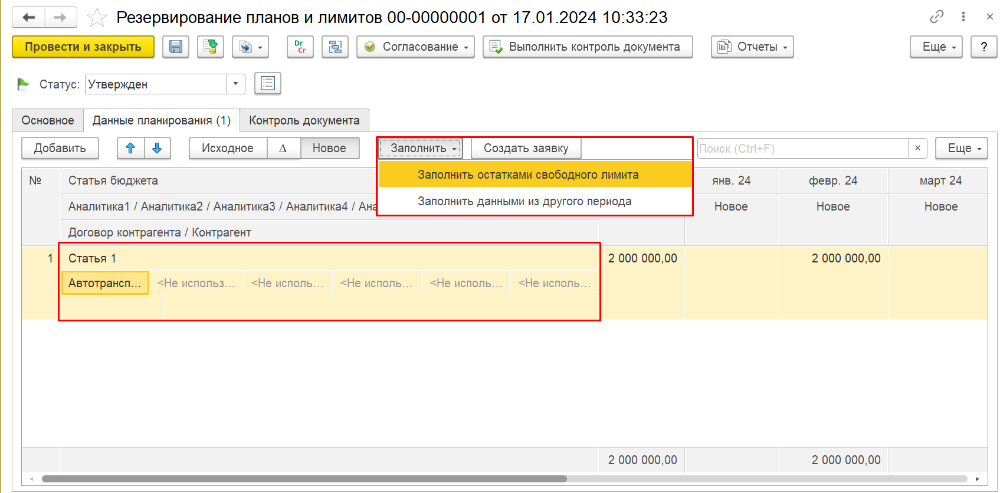 Резервирование планов и лимитов 00-00000001 от 17.01.2024 10:33:23
Провести и закрыть Dr Cr Согласование Выполнить контроль документа Отчеты Еще ?
Статус: Утвержден
Основное Данные планирования (1) Контроль документа
Добавить Исходное Δ Новое Заполнить Создать заявку Поиск (Ctrl+F) × Еще
Заполнить остатками свободного лимита
Заполнить данными из другого периода
№ Статья бюджета янв. 24 февр. 24 март 24
Аналитика1 / Аналитика2 / Аналитика3 / Аналитика4 / Ана Новое Новое Новое
Договор контрагента / Контрагент
1 Статья 1 2 000 000,00 2 000 000,00
Автотрансп... <Не использ... <Не исполь... <Не исполь... <Не исполь... <Не исполь...
2 000 000,00 2 000 000,00